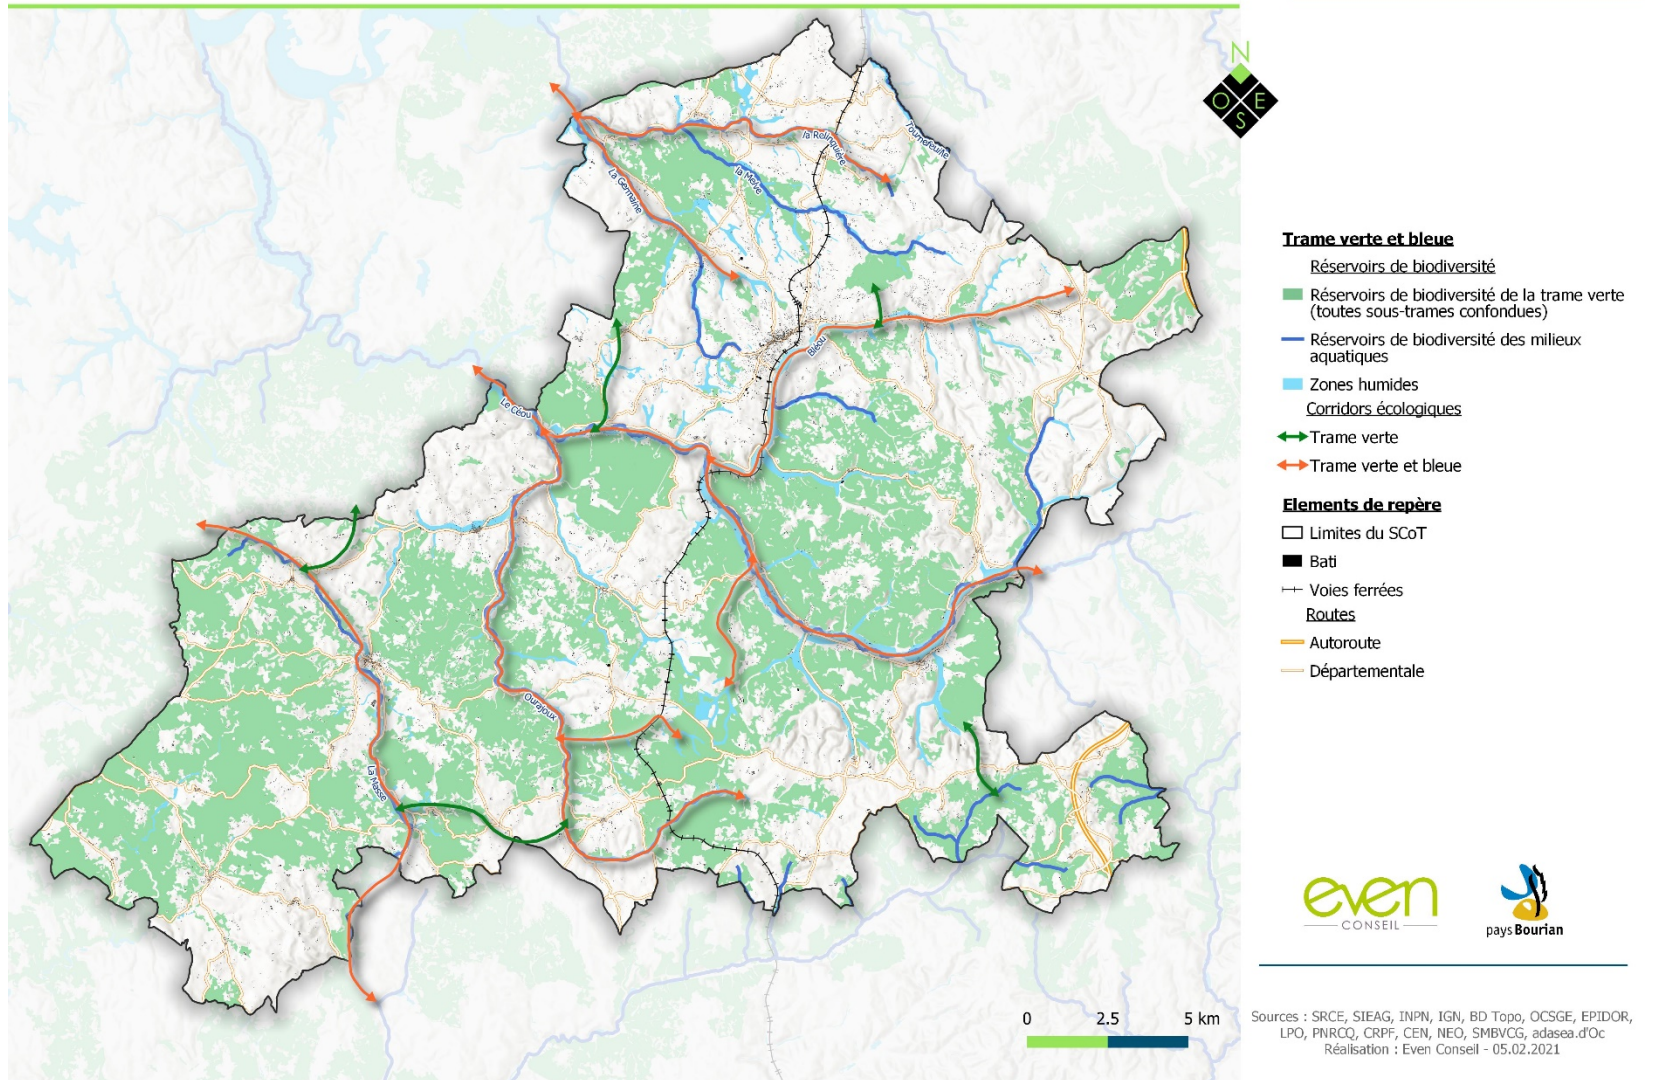 N
O E
S
la Relinquière
Tournefeuille
la Melve
La Germaine
Bléou
Le Céou
Ourajoux
La Masse
0 2.5 5 km
Trame verte et bleue
Réservoirs de biodiversité
Réservoirs de biodiversité de la trame verte
(toutes sous-trames confondues)
Réservoirs de biodiversité des milieux
aquatiques
Zones humides
Corridors écologiques
Trame verte
Trame verte et bleue
Elements de repère
Limites du SCoT
Bati
Voies ferrées
Routes
Autoroute
Départementale
even
CONSEIL
pays Bourian
Sources : SRCE, SIEAG, INPN, IGN, BD Topo, OCSGE, EPIDOR,
LPO, PNRCQ, CRPF, CEN, NEO, SMBVCG, adasea.d'Oc
Réalisation : Even Conseil - 05.02.2021